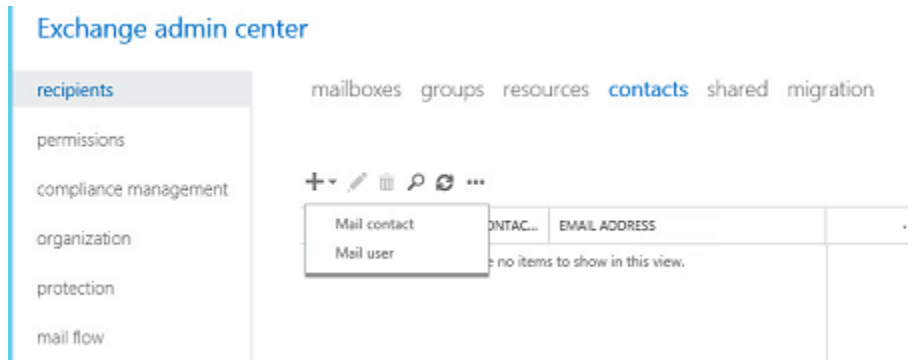 Exchange admin center
recipients
mailboxes groups resources contacts shared migration
permissions
compliance management
organization
protection
mail flow
Mail contact
Mail user
ONTAC... EMAIL ADDRESS
e no items to show in this view.